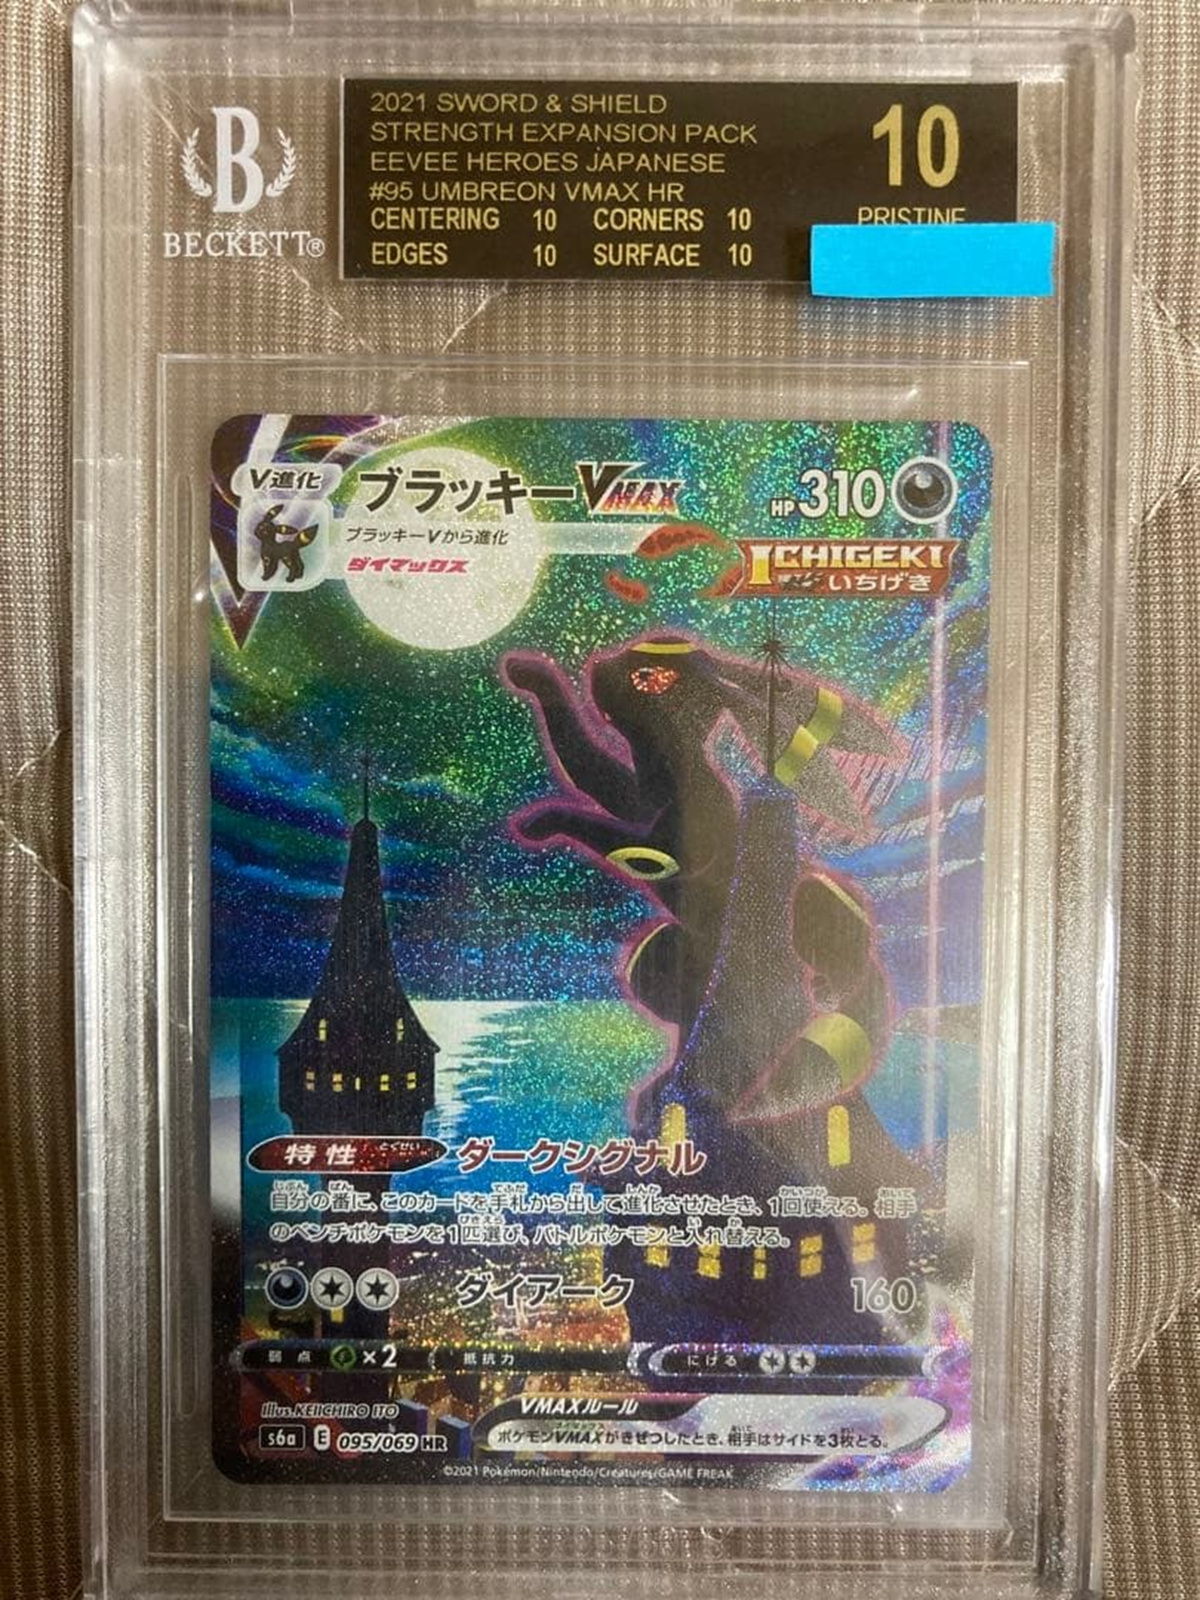 B
BECKETT®
2021 SWORD & SHIELD
STRENGTH EXPANSION PACK
EEVEE HEROES JAPANESE
#95 UMBREON VMAX HR
CENTERING 10 CORNERS 10
EDGES 10 SURFACE 10
10
PRISTINE
V進化
ブラッキーVMAX
HP310
ブラッキーVから進化
ダイマックス
ICHIGEKI
いちげき
特性 とくせい ダークシグナル
自分の番に、このカードを手札から出して進化させたとき、1回使える。相手
のベンチポケモンを1匹選び、バトルポケモンと入れ替える。
ダイアーク 160
弱点 ×2 抵抗力 にげる
Illus.KEIICHIRO ITO
VMAXルール
s6a E 095/069 HR
ポケモンVMAXがきぜつしたとき、相手はサイドを3枚とる。
©2021 Pokémon/Nintendo/Creatures/GAME FREAK